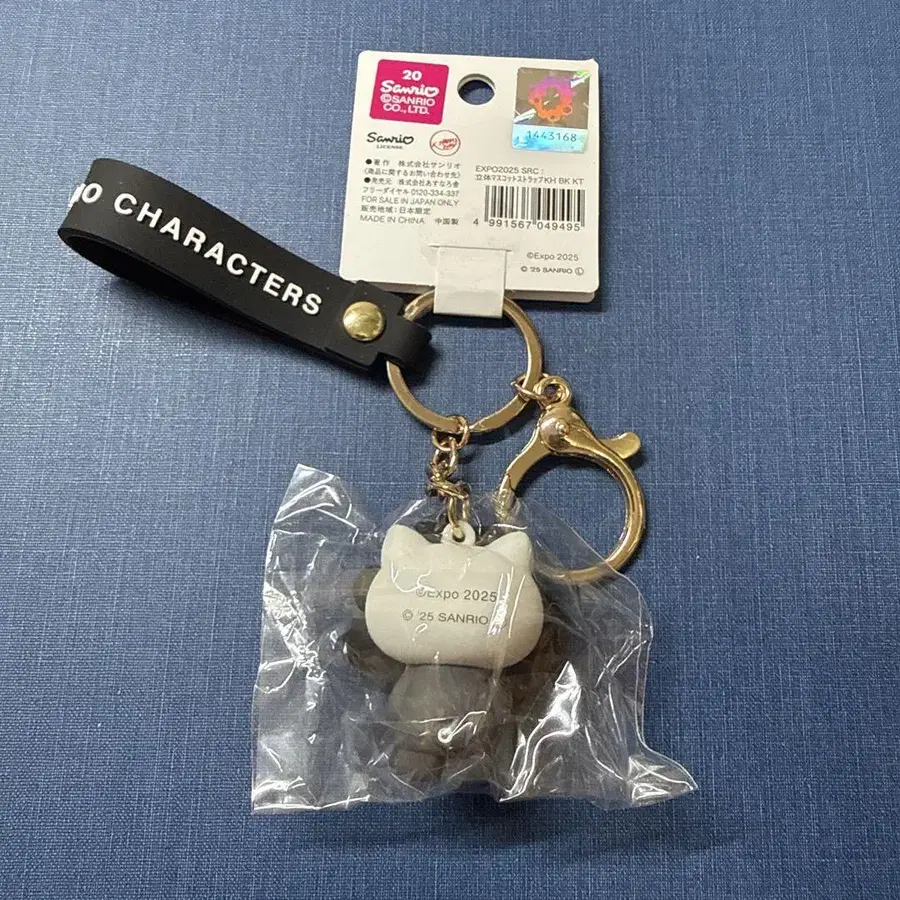 20
Sanrio
©SANRIO
CO., LTD.
1443168
Sanrio
LICENSE
●著作 株式会社サンリオ
《商品に関するお問い合わせ先》
●発売元 株式会社あすなろ舎
フリーダイヤル 0120-334-337
FOR SALE IN JAPAN ONLY
販売地域:日本限定
MADE IN CHINA 中国製
EXPO2025 SRC:
立体マスコットストラップKH BK KT
4 991567 049495
©Expo 2025
© '25 SANRIO Ⓛ
CHARACTERS
©Expo 2025
© '25 SANRIO